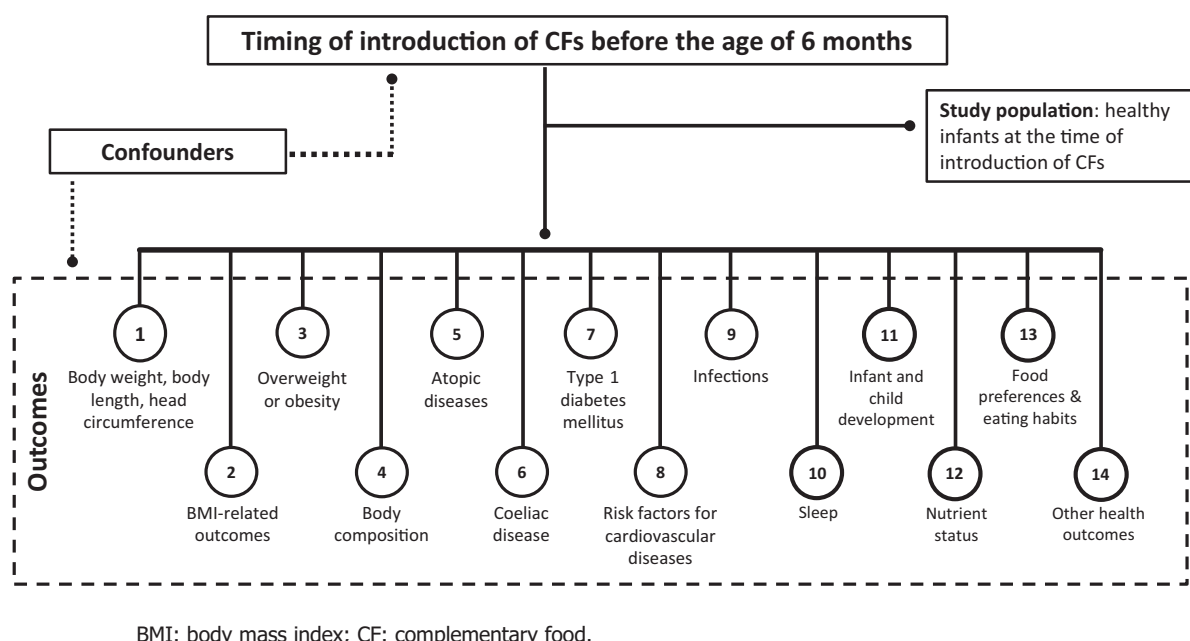 Timing of introduction of CFs before the age of 6 months
Study population: healthy
infants at the time of
introduction of CFs
Confounders
Outcomes
1
Body weight, body
length, head
circumference
2
BMI-related
outcomes
3
Overweight
or obesity
4
Body
composition
5
Atopic
diseases
6
Coeliac
disease
7
Type 1
diabetes
mellitus
8
Risk factors for
cardiovascular
diseases
9
Infections
10
Sleep
11
Infant and
child
development
12
Nutrient
status
13
Food
preferences &
eating habits
14
Other health
outcomes
BMI: body mass index; CF: complementary food.